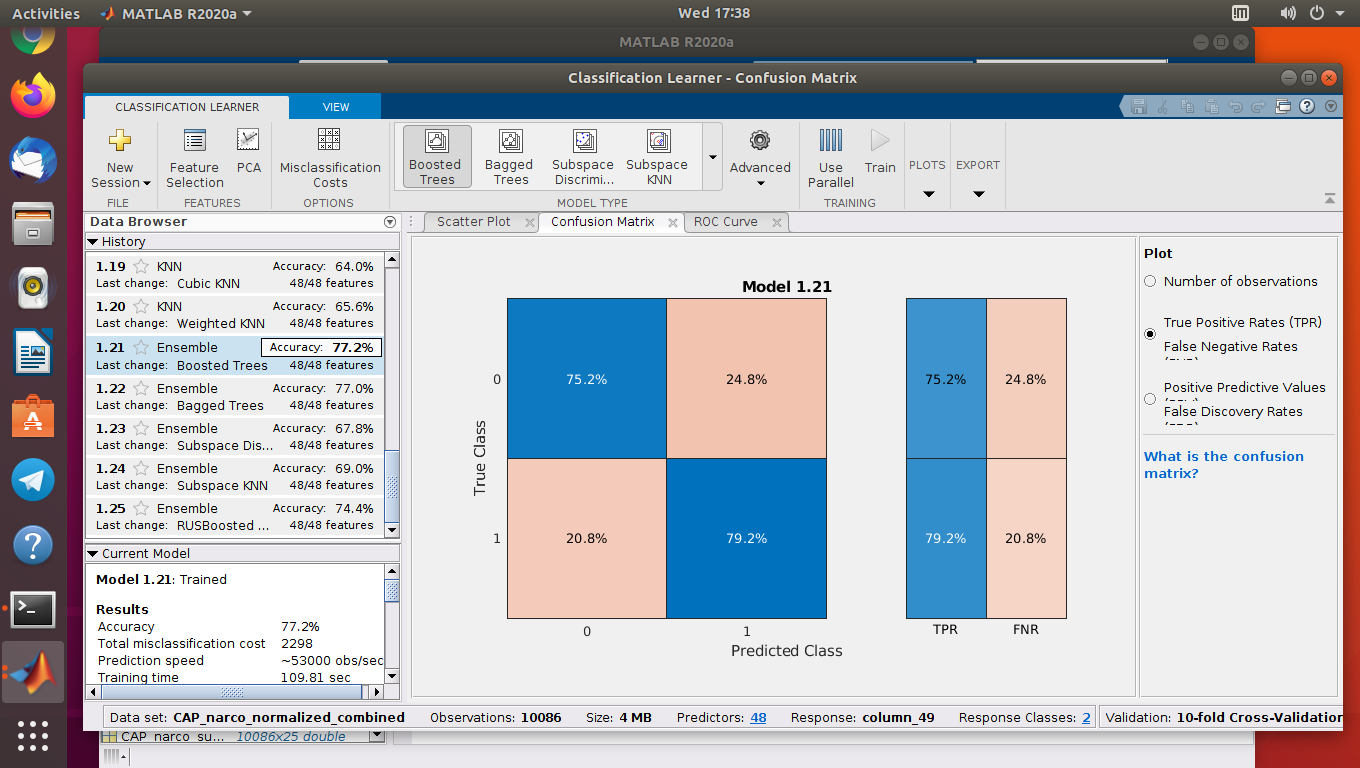 Activities MATLAB R2020a Wed 17:38
MATLAB R2020a
Classification Learner - Confusion Matrix
CLASSIFICATION LEARNER VIEW
New Session
Feature Selection
PCA
Misclassification Costs
Boosted Trees
Bagged Trees
Subspace Discrimi...
Subspace KNN
Advanced
Use Parallel
Train
PLOTS
EXPORT
FILE FEATURES OPTIONS MODEL TYPE TRAINING
Data Browser
Scatter Plot Confusion Matrix ROC Curve
History
1.19 KNN Accuracy: 64.0%
Last change: Cubic KNN 48/48 features
1.20 KNN Accuracy: 65.6%
Last change: Weighted KNN 48/48 features
1.21 Ensemble Accuracy: 77.2%
Last change: Boosted Trees 48/48 features
1.22 Ensemble Accuracy: 77.0%
Last change: Bagged Trees 48/48 features
1.23 Ensemble Accuracy: 67.8%
Last change: Subspace Dis... 48/48 features
1.24 Ensemble Accuracy: 69.0%
Last change: Subspace KNN 48/48 features
1.25 Ensemble Accuracy: 74.4%
Last change: RUSBoosted ... 48/48 features
Current Model
Model 1.21: Trained
Results
Accuracy 77.2%
Total misclassification cost 2298
Prediction speed ~53000 obs/sec
Training time 109.81 sec
Model 1.21
True Class
0 75.2% 24.8% 75.2% 24.8%
1 20.8% 79.2% 79.2% 20.8%
0 1 TPR FNR
Predicted Class
Plot
Number of observations
True Positive Rates (TPR)
False Negative Rates
Positive Predictive Values
False Discovery Rates
What is the confusion
matrix?
Data set: CAP_narco_normalized_combined Observations: 10086 Size: 4 MB Predictors: 48 Response: column_49 Response Classes: 2 Validation: 10-fold Cross-Validation
CAP_narco_su... 10086x25 double